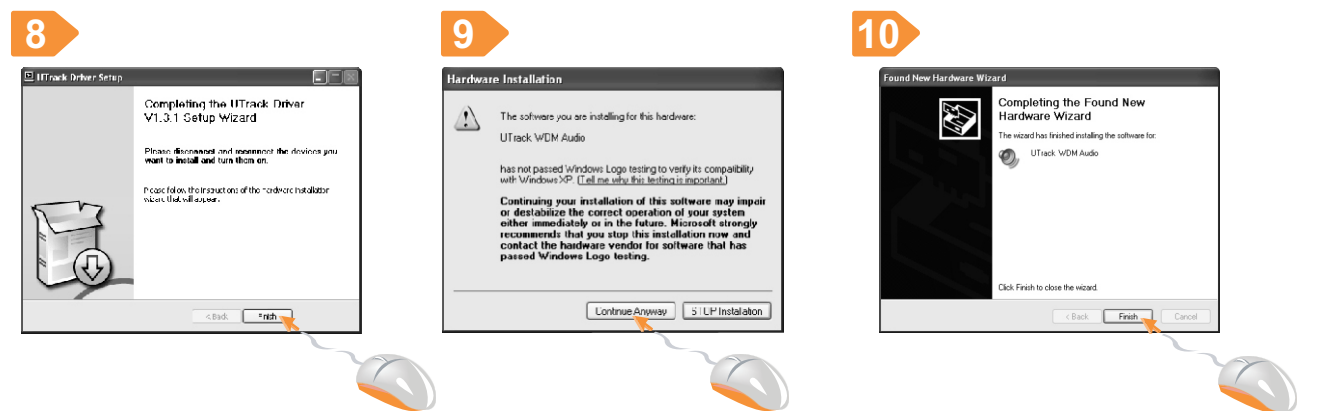 8
UTrack Driver Setup
Completing the UTrack Driver
V1.3.1 Setup Wizard
Please disconnect and reconnect the devices you
want to install and turn them on.
Please follow the instructions of the hardware installation
wizard that will appear.
< Back
Finish
9
Hardware Installation
The software you are installing for this hardware:
UTrack WDM Audio
has not passed Windows Logo testing to verify its compatibility
with Windows XP. (Tell me why this testing is important.)
Continuing your installation of this software may impair
or destabilize the correct operation of your system
either immediately or in the future. Microsoft strongly
recommends that you stop this installation now and
contact the hardware vendor for software that has
passed Windows Logo testing.
Continue Anyway
STOP Installation
10
Found New Hardware Wizard
Completing the Found New
Hardware Wizard
The wizard has finished installing the software for:
UTrack WDM Audio
Click Finish to close the wizard.
< Back
Finish
Cancel